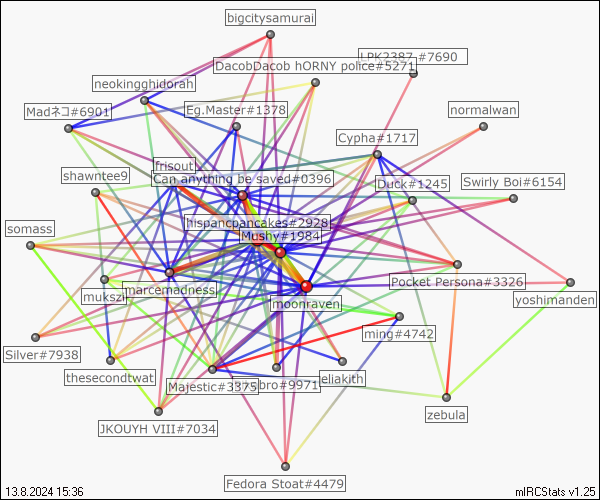 bigcitysamurai
LPK2387 #7690
DacobDacob hORNY police#5271
neokingghidorah
Madネコ#6901
Eg.Master#1378
normalwan
Cypha#1717
frisout
shawntee9
Can anything be saved#0396
Duck#1245
Swirly Boi#6154
somass
hispancpancakes#2928
Mushy#1984
mukszi
marcemadness
Pocket Persona#3326
yoshimanden
moonraven
ming#4742
Silver#7938
thesecondtwat
Majestic#3375
bro#9971
eliakith
zebula
JKOUYH VIII#7034
Fedora Stoat#4479
13.8.2024 15:36
mIRCStats v1.25